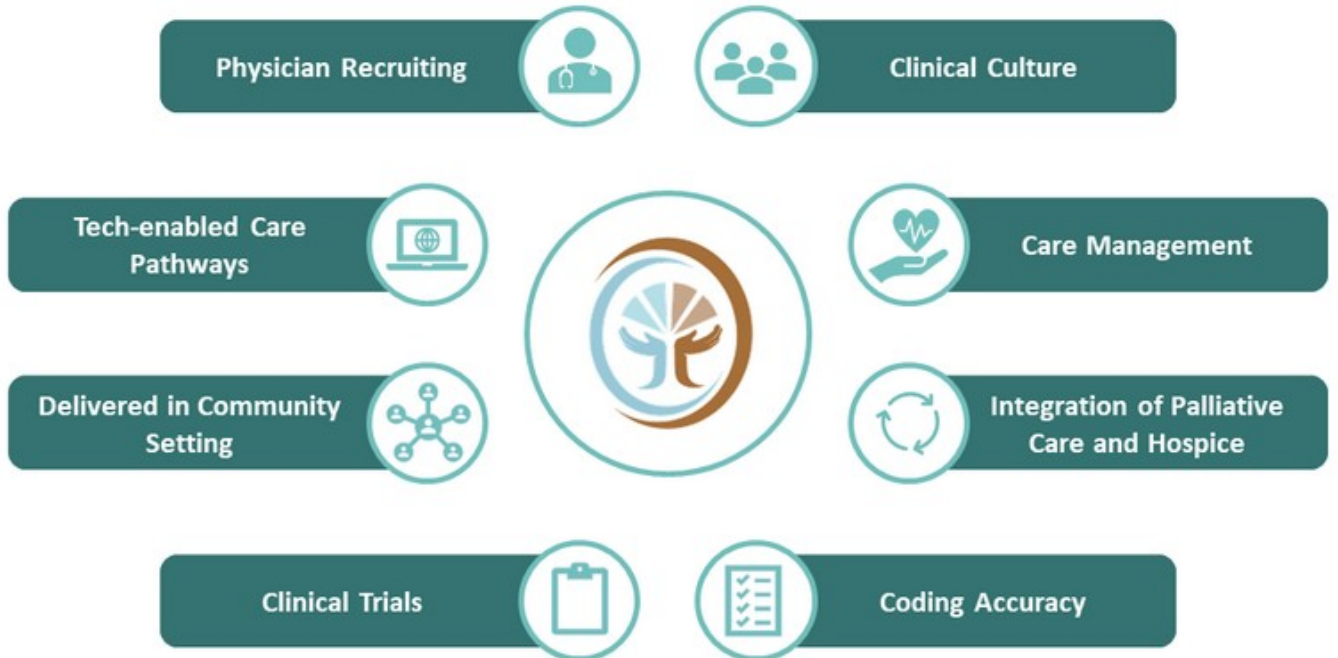 Physician Recruiting
Clinical Culture
Tech-enabled Care
Pathways
Care Management
Delivered in Community
Setting
Integration of Palliative
Care and Hospice
Clinical Trials
Coding Accuracy